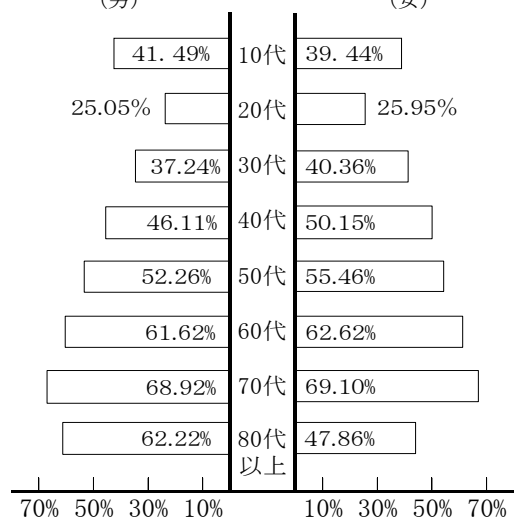 (男) (女)
41.49% 10代 39.44%
25.05% 20代 25.95%
37.24% 30代 40.36%
46.11% 40代 50.15%
52.26% 50代 55.46%
61.62% 60代 62.62%
68.92% 70代 69.10%
62.22% 80代 47.86%
以上
70% 50% 30% 10% 10% 30% 50% 70%